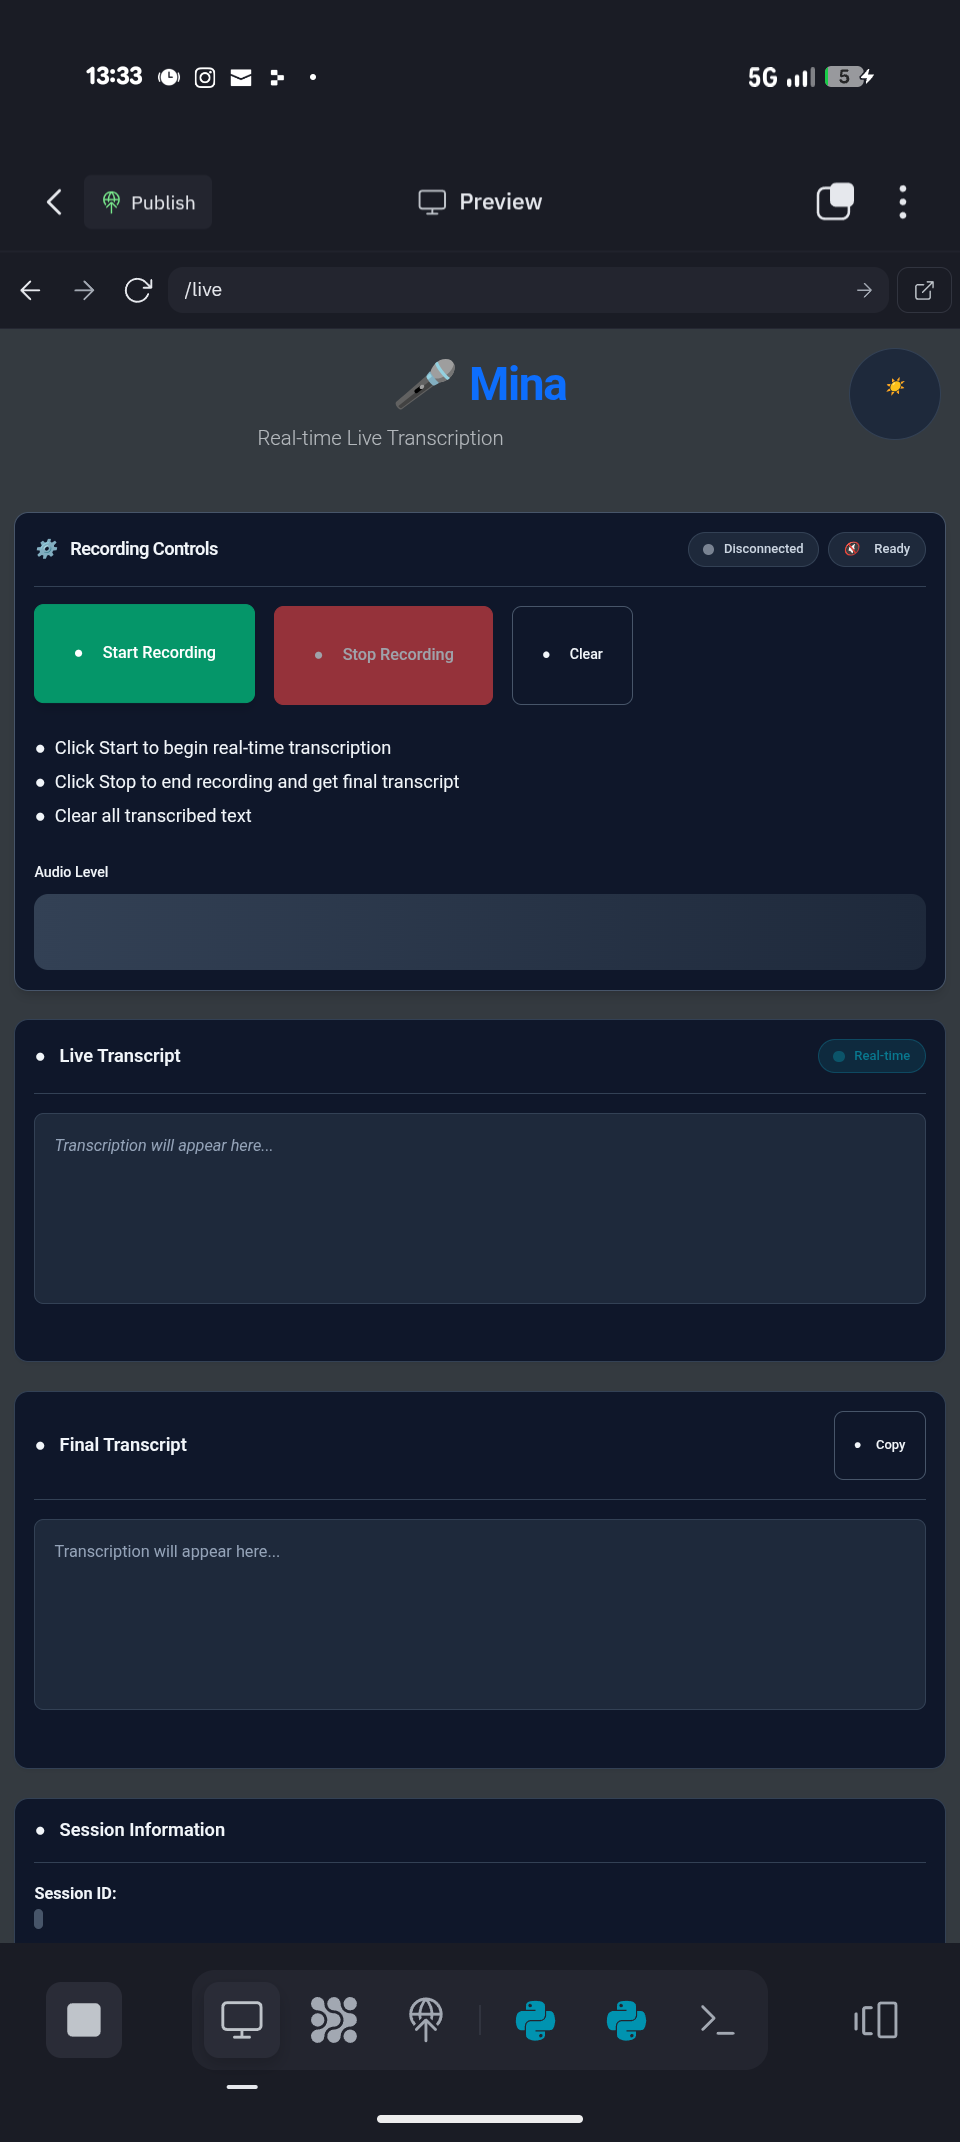 13:33
5G
5
Publish
Preview
/live
Mina
Real-time Live Transcription
Recording Controls
Disconnected
Ready
Start Recording
Stop Recording
Clear
Click Start to begin real-time transcription
Click Stop to end recording and get final transcript
Clear all transcribed text
Audio Level
Live Transcript
Real-time
Transcription will appear here...
Final Transcript
Copy
Transcription will appear here...
Session Information
Session ID: